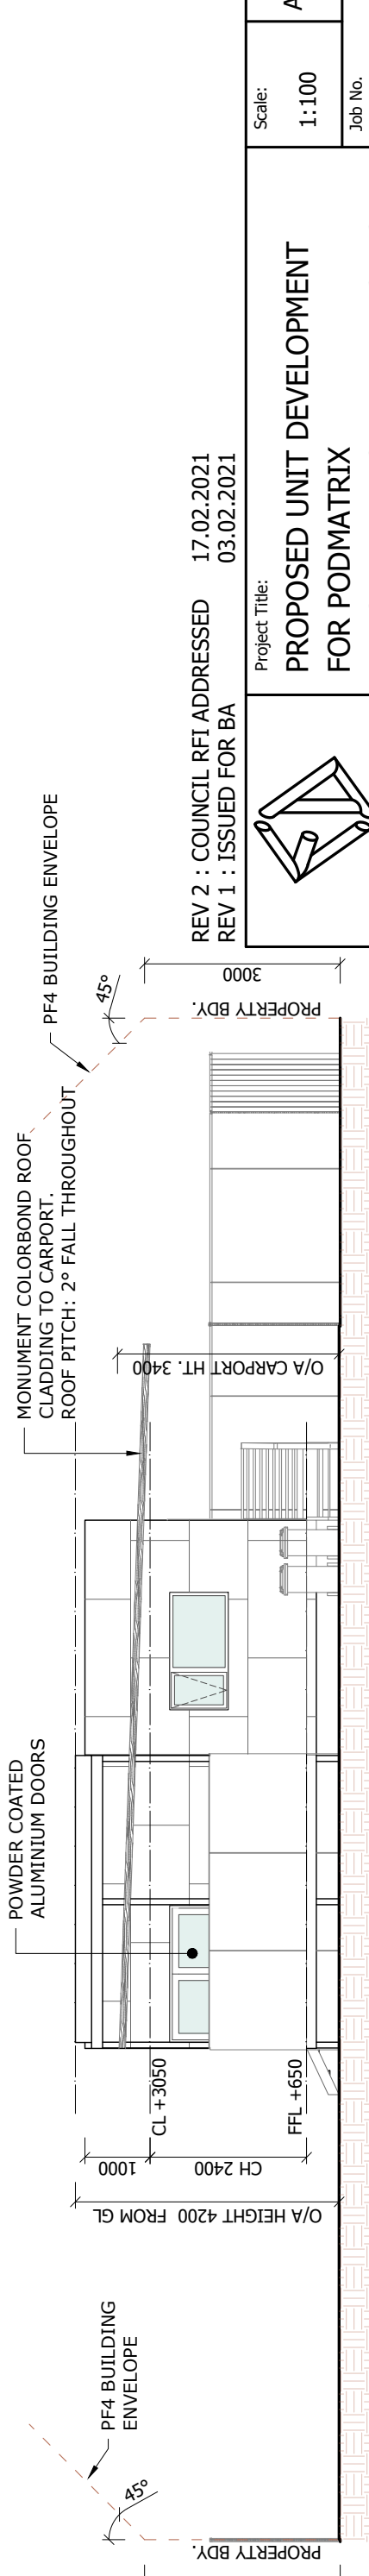 POWDER COATED
ALUMINIUM DOORS
MONUMENT COLORBOND ROOF
CLADDING TO CARPORT.
ROOF PITCH: 2° FALL THROUGHOUT
PF4 BUILDING ENVELOPE
45°
PF4 BUILDING
ENVELOPE
45°
1000
CL +3050
CH 2400
FFL +650
O/A HEIGHT 4200 FROM GL
O/A CARPORT HT. 3400
3000
PROPERTY BDY.
PROPERTY BDY.
REV 2 : COUNCIL RFI ADDRESSED 17.02.2021
REV 1 : ISSUED FOR BA 03.02.2021
Project Title:
PROPOSED UNIT DEVELOPMENT
FOR PODMATRIX
Scale:
1:100
Job No.